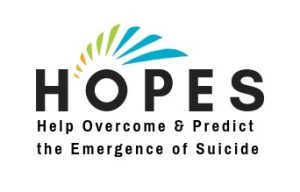 HOPES
Help Overcome & Predict
the Emergence of Suicide